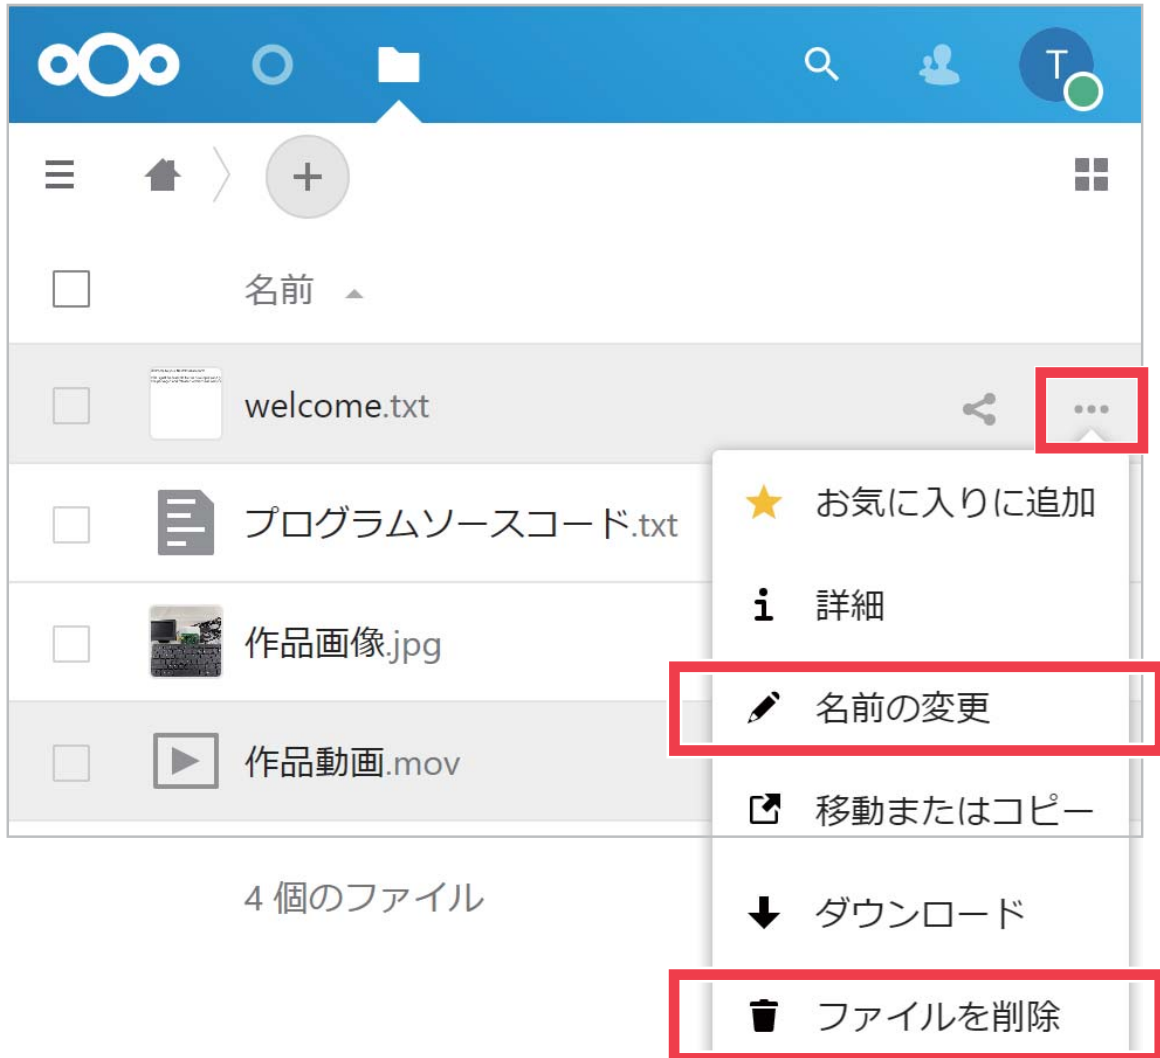 T
名前
welcome.txt
お気に入りに追加
プログラムソースコード.txt
詳細
作品画像.jpg
名前の変更
作品動画.mov
移動またはコピー
4 個のファイル
ダウンロード
ファイルを削除